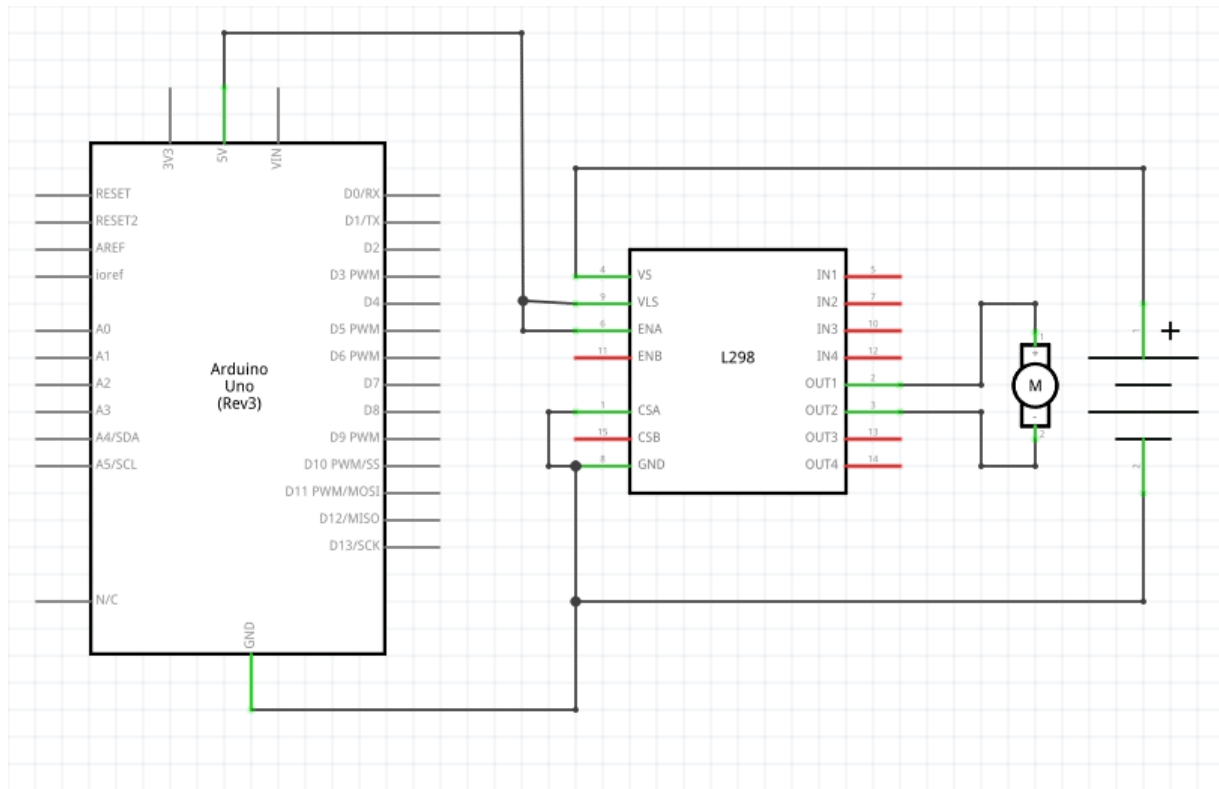 3V3
5V
VIN
RESET
RESET2
AREF
ioref
A0
A1
A2
A3
A4/SDA
A5/SCL
N/C
Arduino
Uno
(Rev3)
D0/RX
D1/TX
D2
D3 PWM
D4
D5 PWM
D6 PWM
D7
D8
D9 PWM
D10 PWM/SS
D11 PWM/MOSI
D12/MISO
D13/SCK
GND
4 VS
9 VLS
6 ENA
11 ENB
1 CSA
15 CSB
8 GND
L298
IN1 5
IN2 7
IN3 10
IN4 12
OUT1 2
OUT2 3
OUT3 13
OUT4 14
1
+
M
-
2
1
+
2